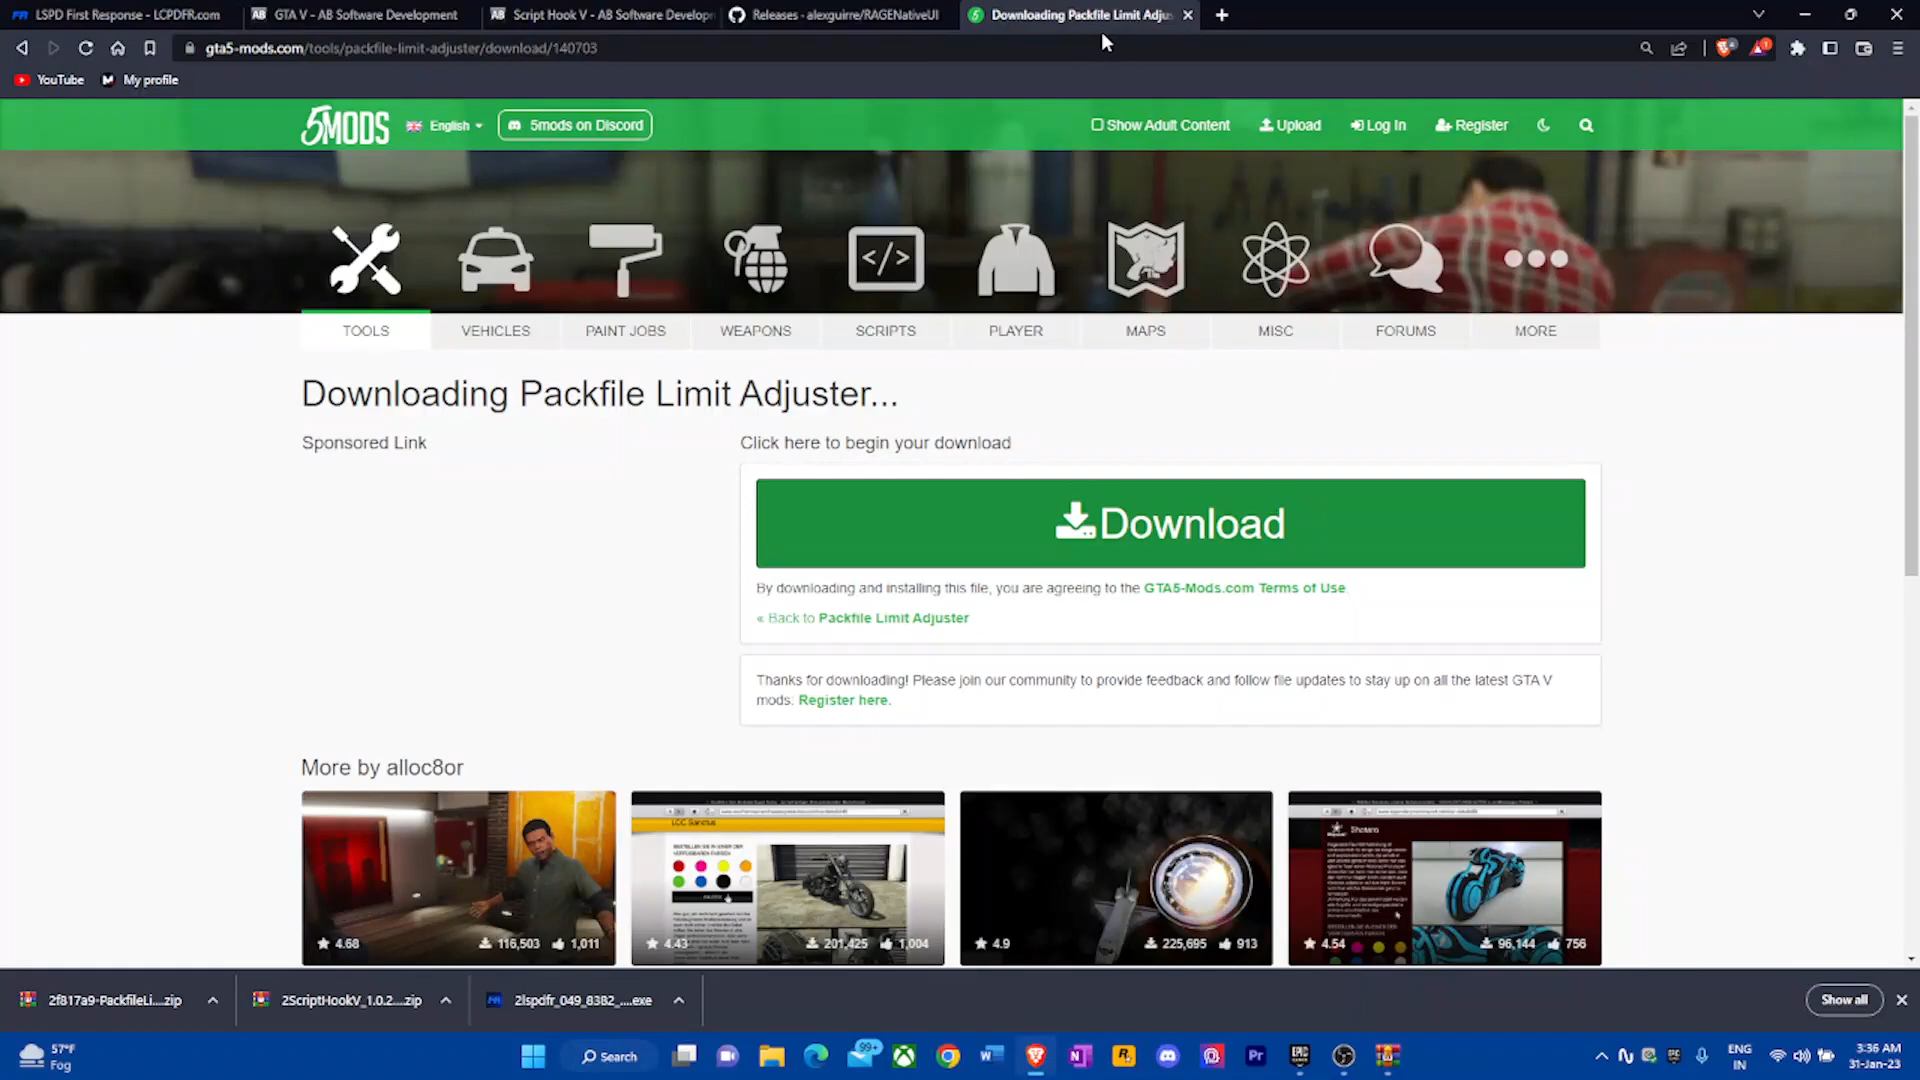 LSPD First Response - LCPDFR.com
GTA V - AB Software Development
Script Hook V - AB Software Develop
Releases - alexguirre/RAGENativeUI
Downloading Packfile Limit Adju
gta5-mods.com/tools/packfile-limit-adjuster/download/140703
YouTube
My profile
5MODS
English
5mods on Discord
Show Adult Content
Upload
Log In
Register
TOOLS
VEHICLES
PAINT JOBS
WEAPONS
SCRIPTS
PLAYER
MAPS
MISC
FORUMS
MORE
Downloading Packfile Limit Adjuster...
Sponsored Link
Click here to begin your download
Download
By downloading and installing this file, you are agreeing to the GTA5-Mods.com Terms of Use
« Back to Packfile Limit Adjuster
Thanks for downloading! Please join our community to provide feedback and follow file updates to stay up on all the latest GTA V
mods: Register here.
More by alloc8or
LCC Sanctus
Shotaro
4.68 116,503 1,011
4.43 201,425 1,004
4.9 225,695 913
4.54 96,144 756
2f817a9-PackfileLi....zip
2ScriptHookV_1.0.2....zip
2lspdfr_049_8382_....exe
Show all
57°F
Fog
Search
99+
ENG
IN
3:36 AM
31-Jan-23